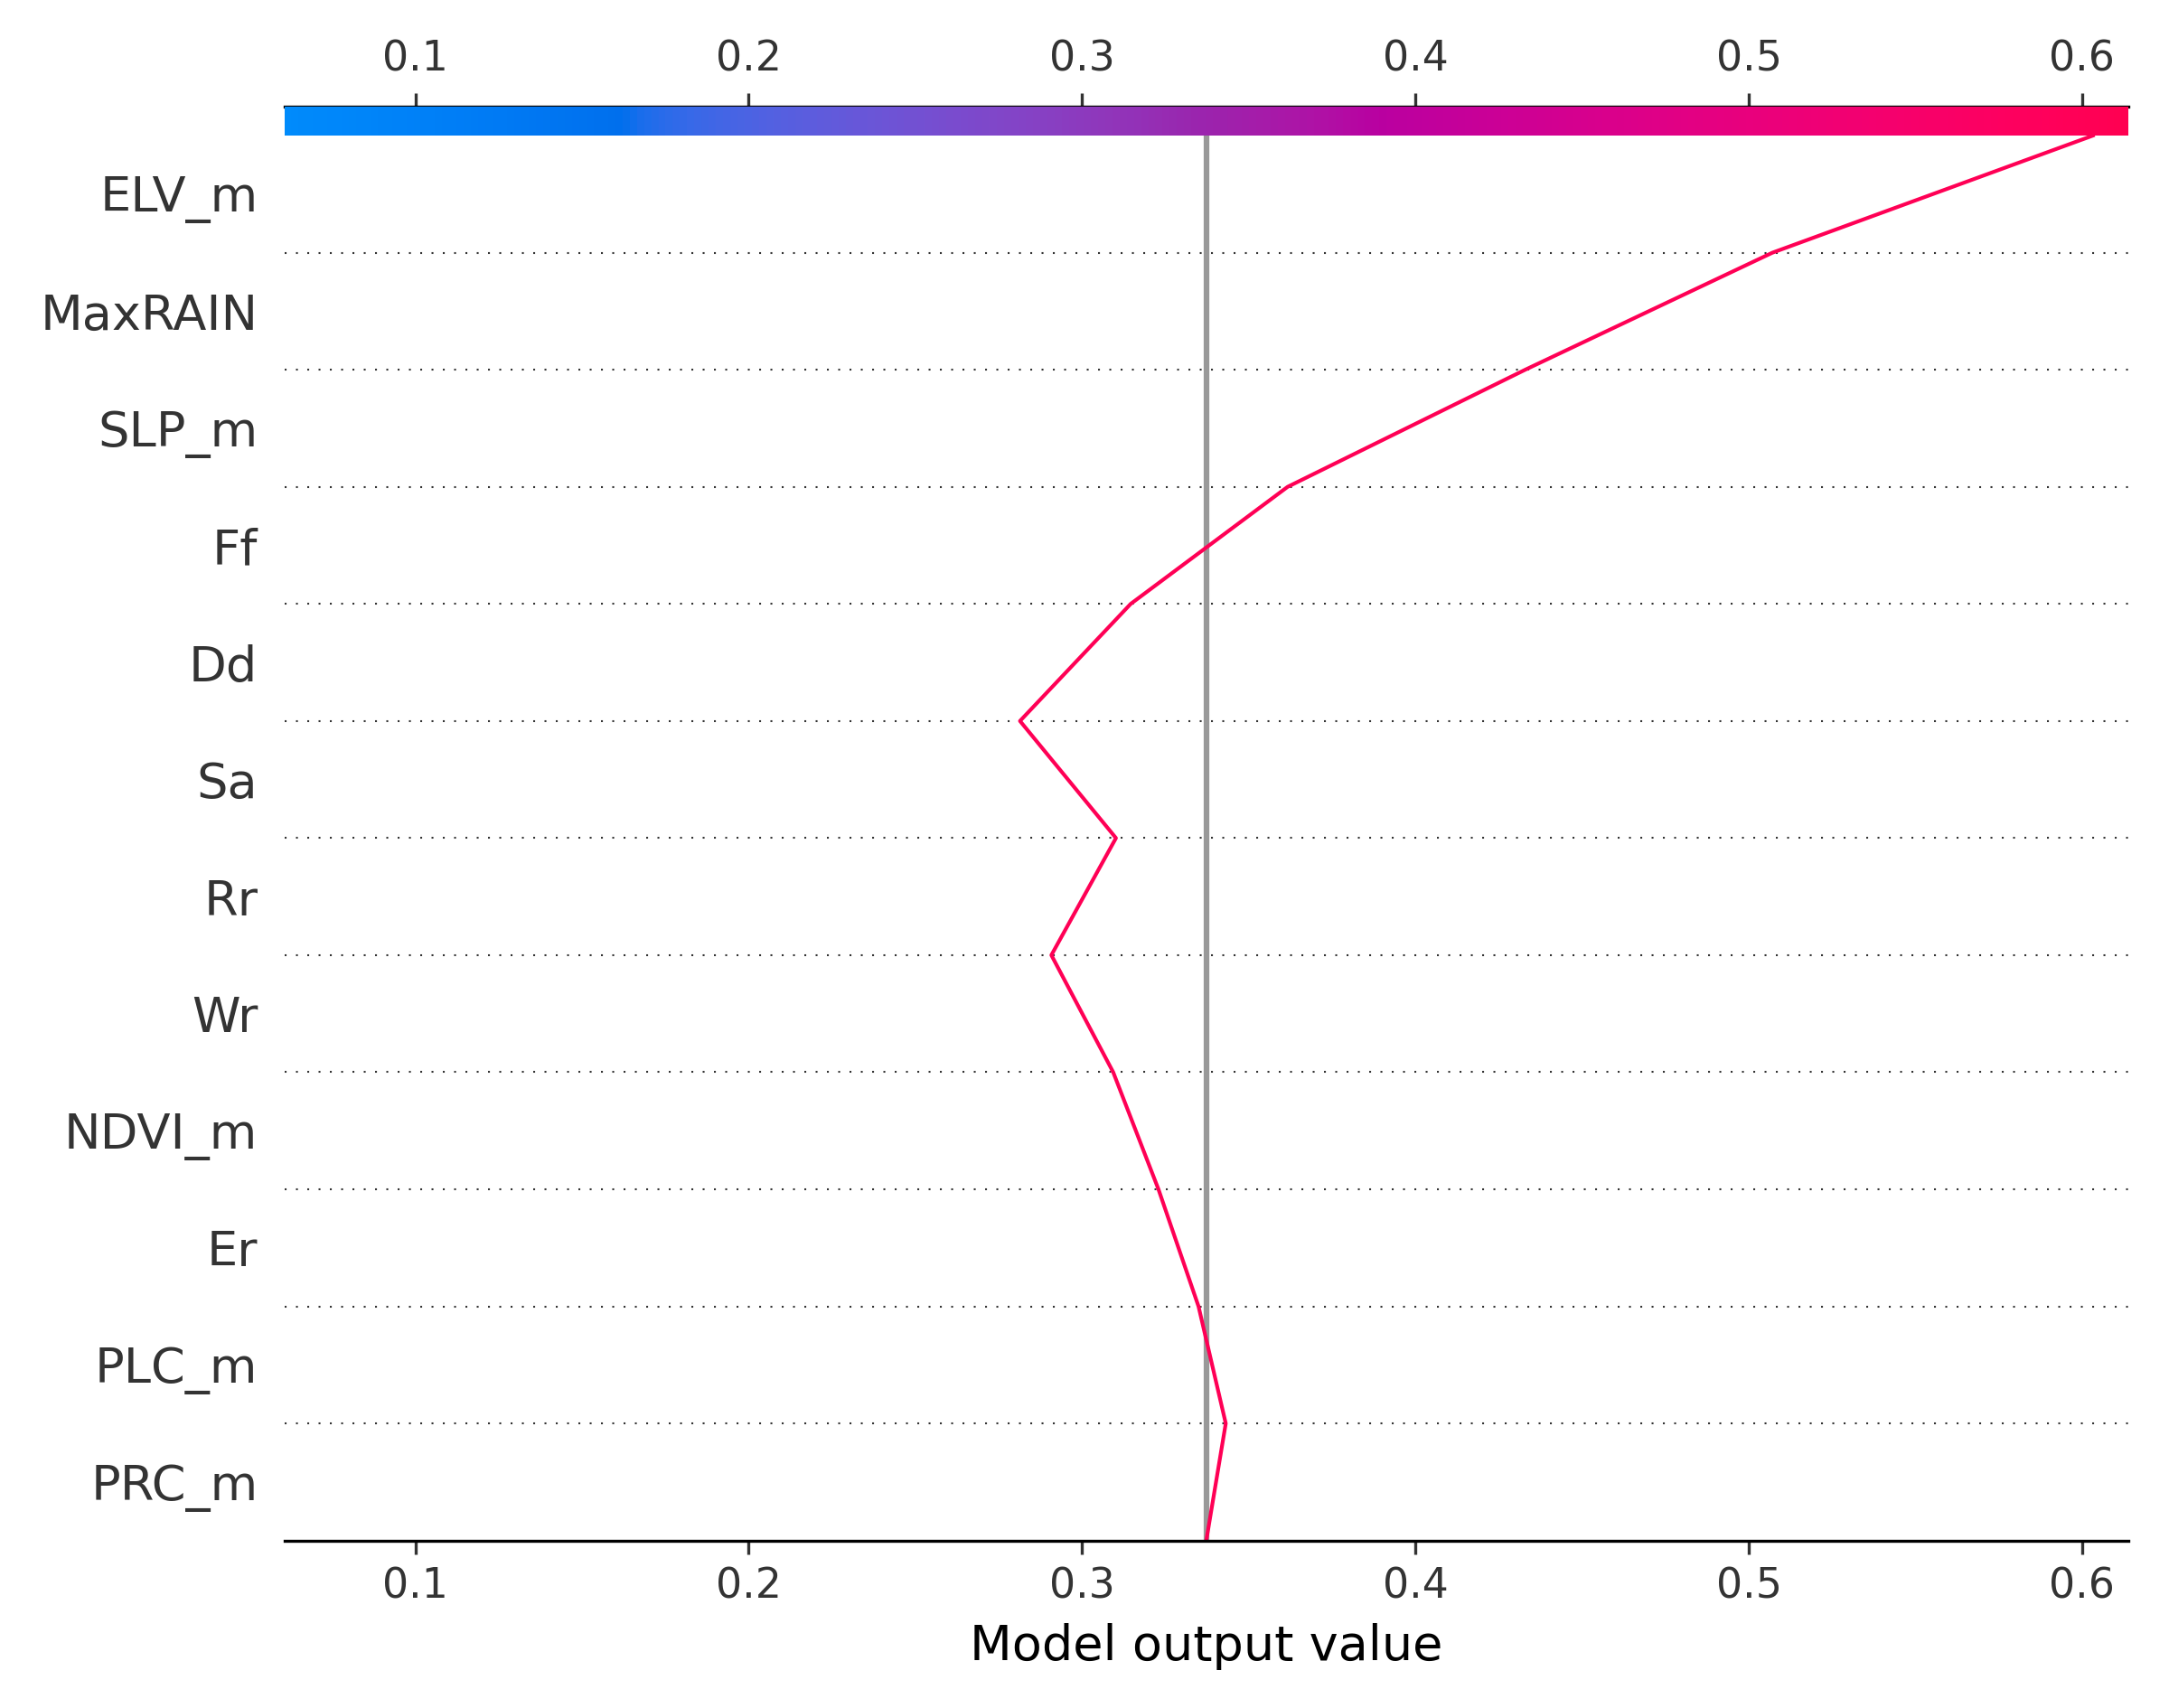 0.1 0.2 0.3 0.4 0.5 0.6
ELV_m
MaxRAIN
SLP_m
Ff
Dd
Sa
Rr
Wr
NDVI_m
Er
PLC_m
PRC_m
0.1 0.2 0.3 0.4 0.5 0.6
Model output value